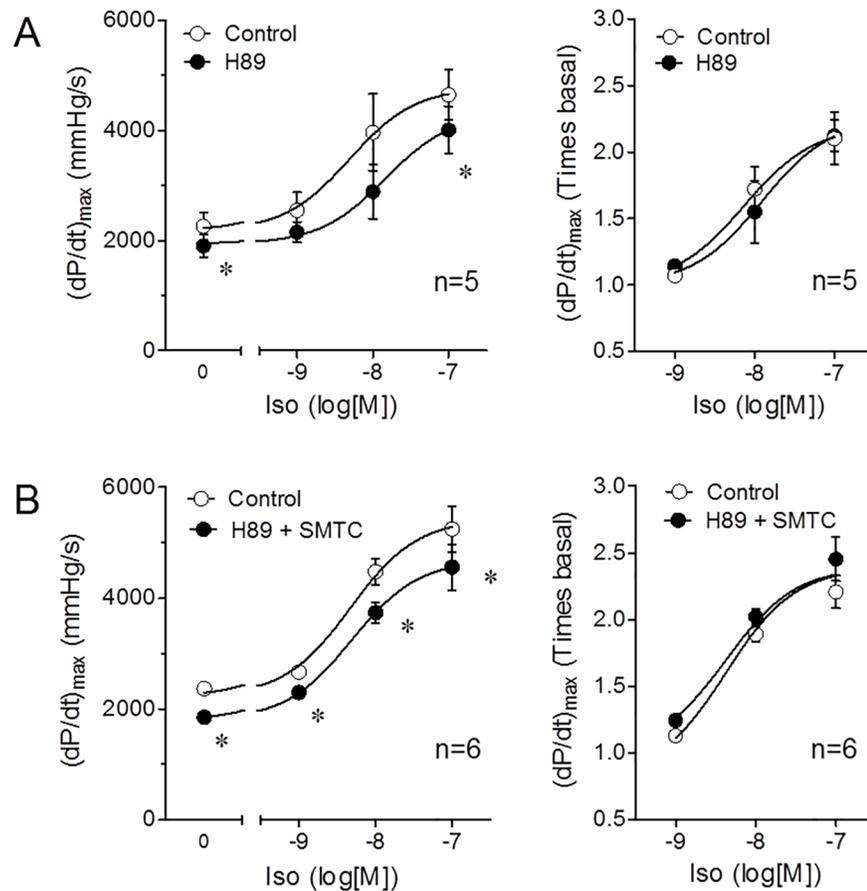 A
6000
4000
2000
0
(dP/dt)max (mmHg/s)
Control
H89
*
*
n=5
0
-9
-8
-7
Iso (log[M])
3.0
2.5
2.0
1.5
1.0
0.5
(dP/dt)max (Times basal)
Control
H89
n=5
-9
-8
-7
Iso (log[M])
B
6000
4000
2000
0
(dP/dt)max (mmHg/s)
Control
H89 + SMTC
*
*
*
*
n=6
0
-9
-8
-7
Iso (log[M])
3.0
2.5
2.0
1.5
1.0
0.5
(dP/dt)max (Times basal)
Control
H89 + SMTC
n=6
-9
-8
-7
Iso (log[M])